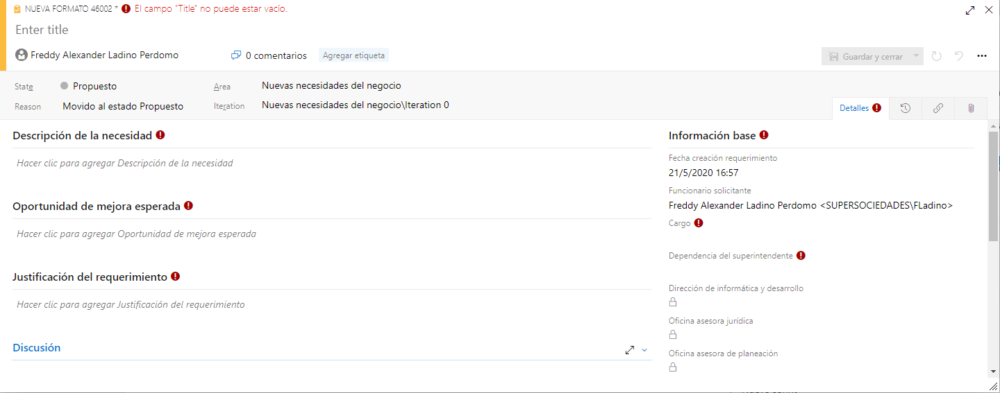 NUEVA FORMATO 46002 * El campo "Title" no puede estar vacío.
Enter title
Freddy Alexander Ladino Perdomo 0 comentarios Agregar etiqueta Guardar y cerrar
State Propuesto Area Nuevas necesidades del negocio
Reason Movido al estado Propuesto Iteration Nuevas necesidades del negocio\Iteration 0
Detalles
Descripción de la necesidad
Hacer clic para agregar Descripción de la necesidad
Oportunidad de mejora esperada
Hacer clic para agregar Oportunidad de mejora esperada
Justificación del requerimiento
Hacer clic para agregar Justificación del requerimiento
Discusión
Información base
Fecha creación requerimiento
21/5/2020 16:57
Funcionario solicitante
Freddy Alexander Ladino Perdomo <SUPERSOCIEDADES\FLadino>
Cargo
Dependencia del superintendente
Dirección de informática y desarrollo
Oficina asesora jurídica
Oficina asesora de planeación